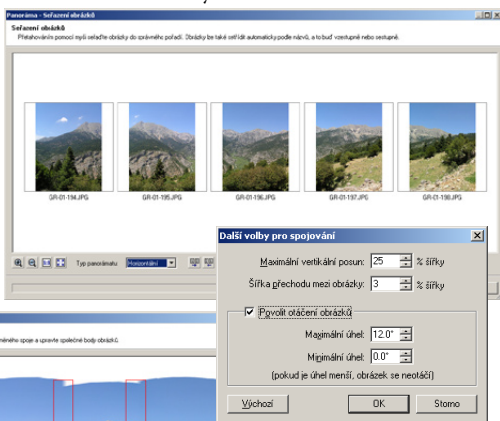 Panoráma - Seřazení obrázků
Seřazení obrázků
Přetahováním pomocí myši seřaďte obrázky do správného pořadí. Obrázky lze také setřídit automaticky podle názvů, a to buď vzestupně nebo sestupně.
GR-01-194.JPG
GR-01-195.JPG
GR-01-196.JPG
GR-01-197.JPG
GR-01-198.JPG
Typ panorámatu
Horizontální
Další volby pro spojování
Maximální vertikální posun: 25 % šířky
Šířka přechodu mezi obrázky: 3 % šířky
Povolit otáčení obrázků
Maximální úhel: 12.0°
Minimální úhel: 0.0°
(pokud je úhel menší, obrázek se neotáčí)
Výchozí
OK
Storno
spoje a upravte společné body obrázků.